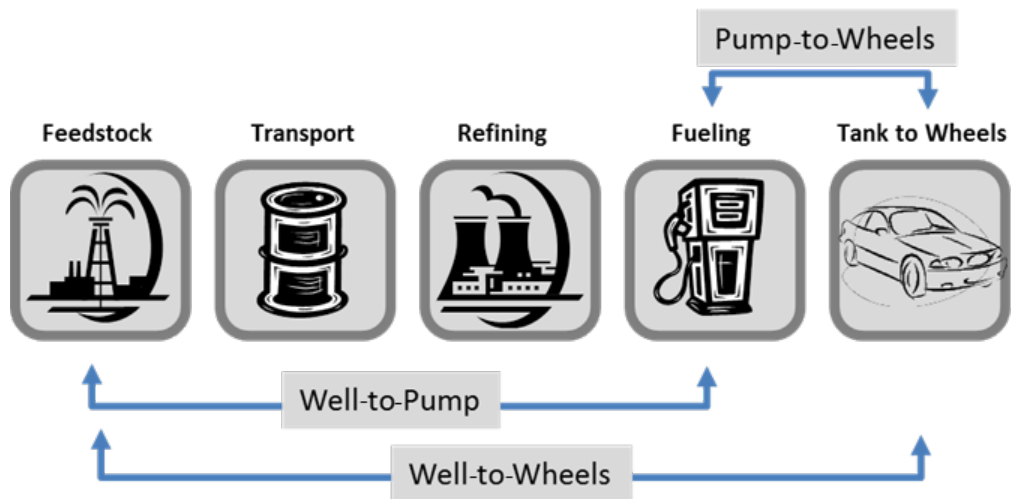 Pump-to-Wheels
Feedstock
Transport
Refining
Fueling
Tank to Wheels
Well-to-Pump
Well-to-Wheels